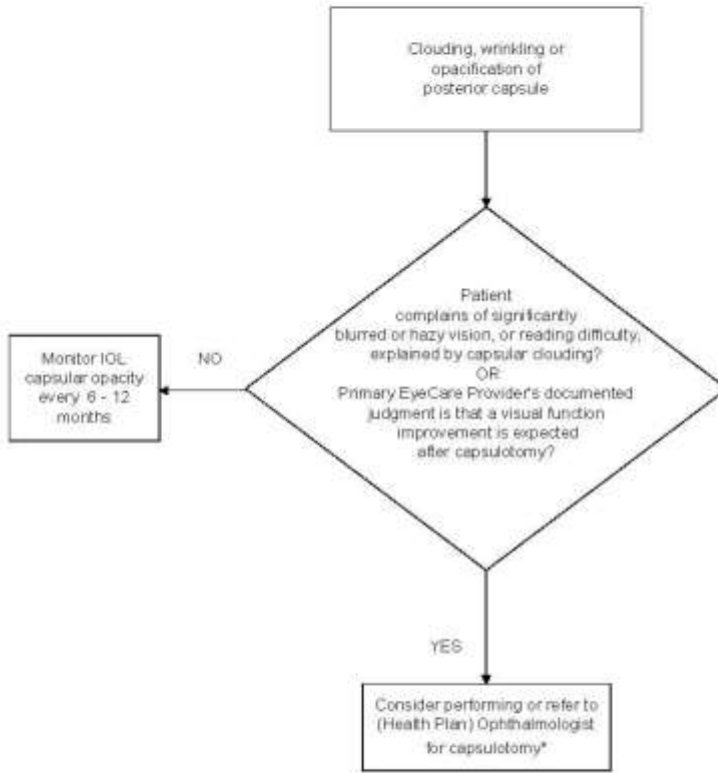 Clouding, wrinkling or
opacification of
posterior capsule
Patient
complains of significantly
blurred or hazy vision, or reading difficulty,
explained by capsular clouding?
OR
Primary EyeCare Provider's documented
judgment is that a visual function
improvement is expected
after capsulotomy?
NO
Monitor IOL
capsular opacity
every 6 - 12
months
YES
Consider performing or refer to
(Health Plan) Ophthalmologist
for capsulotomy*